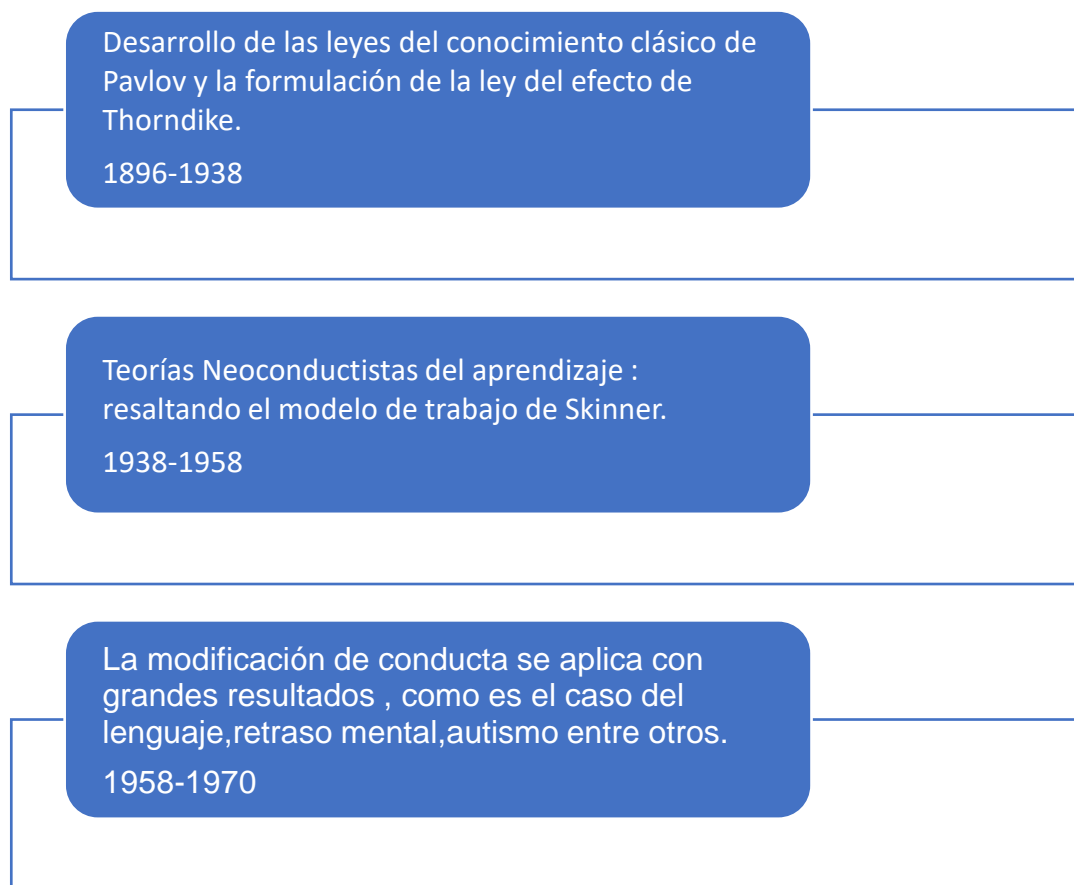 Desarrollo de las leyes del conocimiento clásico de
Pavlov y la formulación de la ley del efecto de
Thorndike.
1896-1938
Teorías Neoconductistas del aprendizaje :
resaltando el modelo de trabajo de Skinner.
1938-1958
La modificación de conducta se aplica con
grandes resultados , como es el caso del
lenguaje,retraso mental,autismo entre otros.
1958-1970